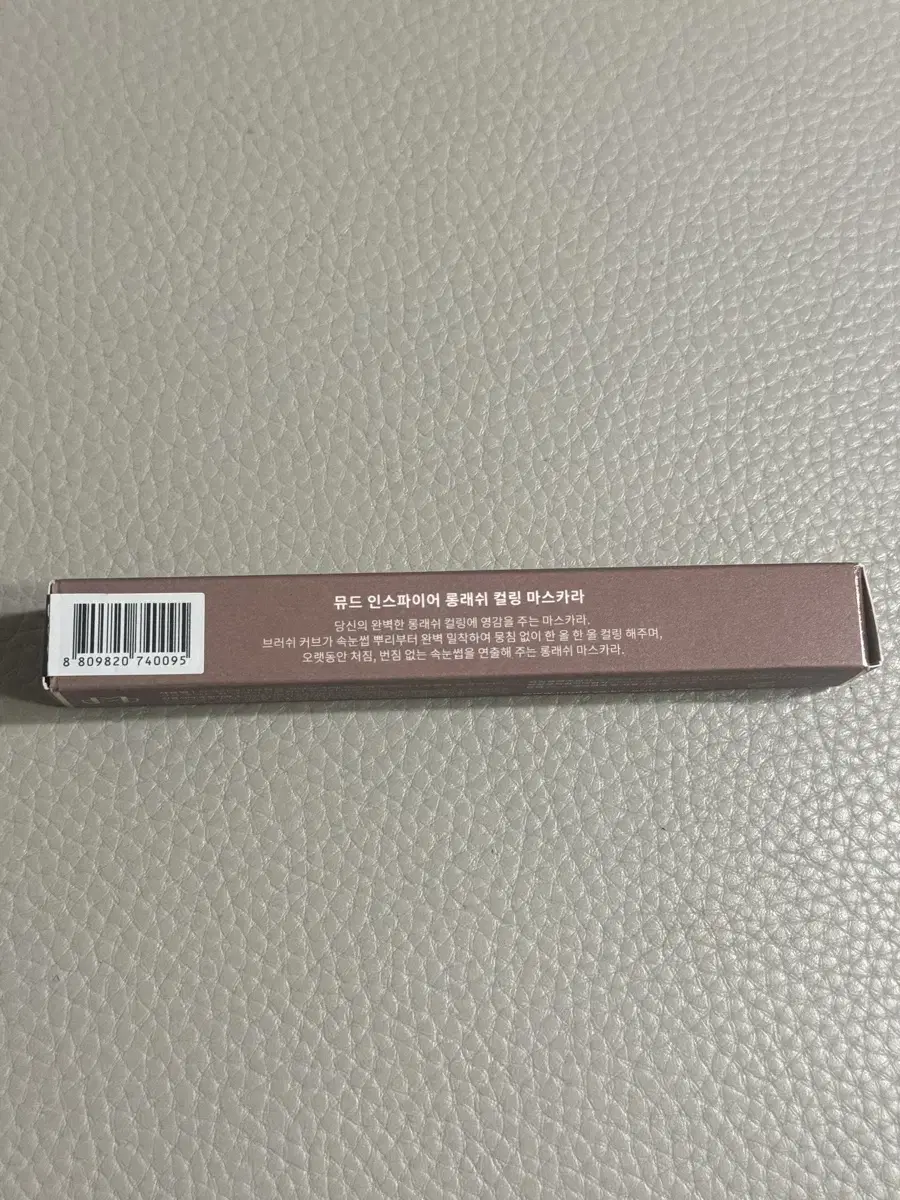 뮤드 인스파이어 롱래쉬 컬링 마스카라
당신의 완벽한 롱래쉬 컬링에 영감을 주는 마스카라.
브러쉬 커브가 속눈썹 뿌리부터 완벽 밀착하여 뭉침 없이 한 올 한 올 컬링 해주며,
오랫동안 처짐, 번짐 없는 속눈썹을 연출해 주는 롱래쉬 마스카라.
8 809820 740095